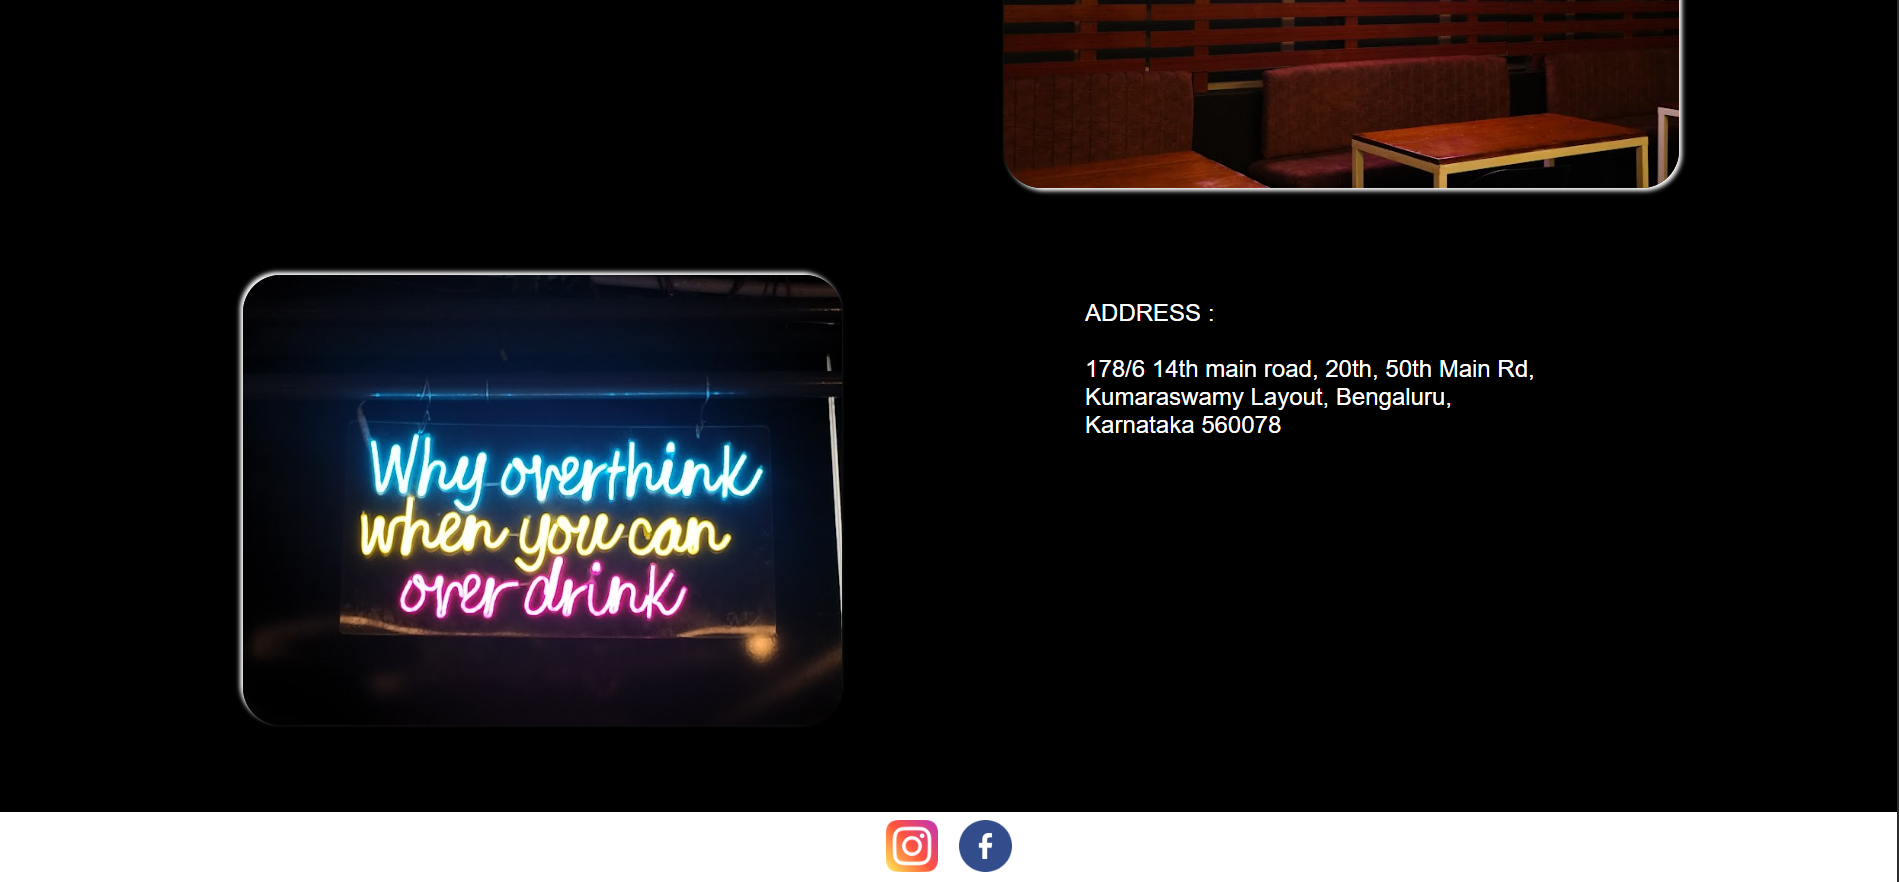 Why overthink
when you can
over drink
ADDRESS :
178/6 14th main road, 20th, 50th Main Rd,
Kumaraswamy Layout, Bengaluru,
Karnataka 560078